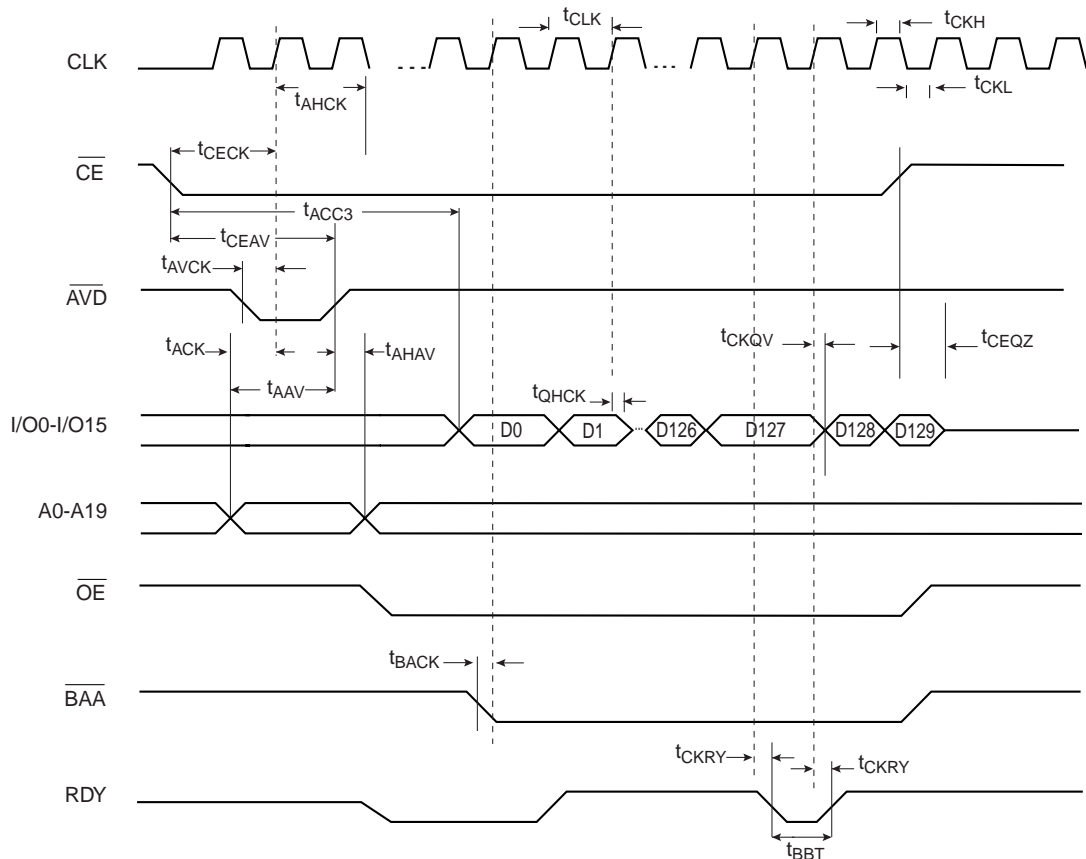 tCLK
tCKH
CLK
tCKL
tAHCK
tCECK
CE
tACC3
tCEAV
tAVCK
AVD
tACK
tAHAV
tCKQV
tCEQZ
tAAV
tQHCK
I/O0-I/O15
D0
D1
D126
D127
D128
D129
A0-A19
OE
tBACK
BAA
tCKRY
tCKRY
RDY
tBBT